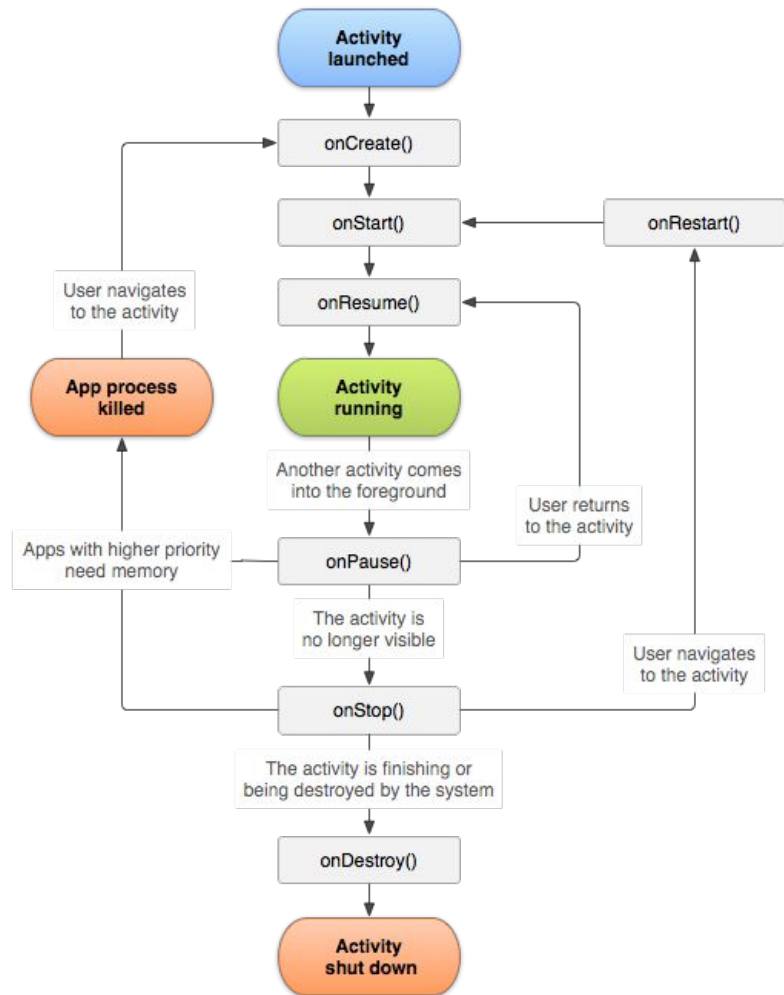 Activity
launched
onCreate()
onStart()
onRestart()
User navigates
to the activity
onResume()
App process
killed
Activity
running
Another activity comes
into the foreground
User returns
to the activity
Apps with higher priority
need memory
onPause()
The activity is
no longer visible
User navigates
to the activity
onStop()
The activity is finishing or
being destroyed by the system
onDestroy()
Activity
shut down